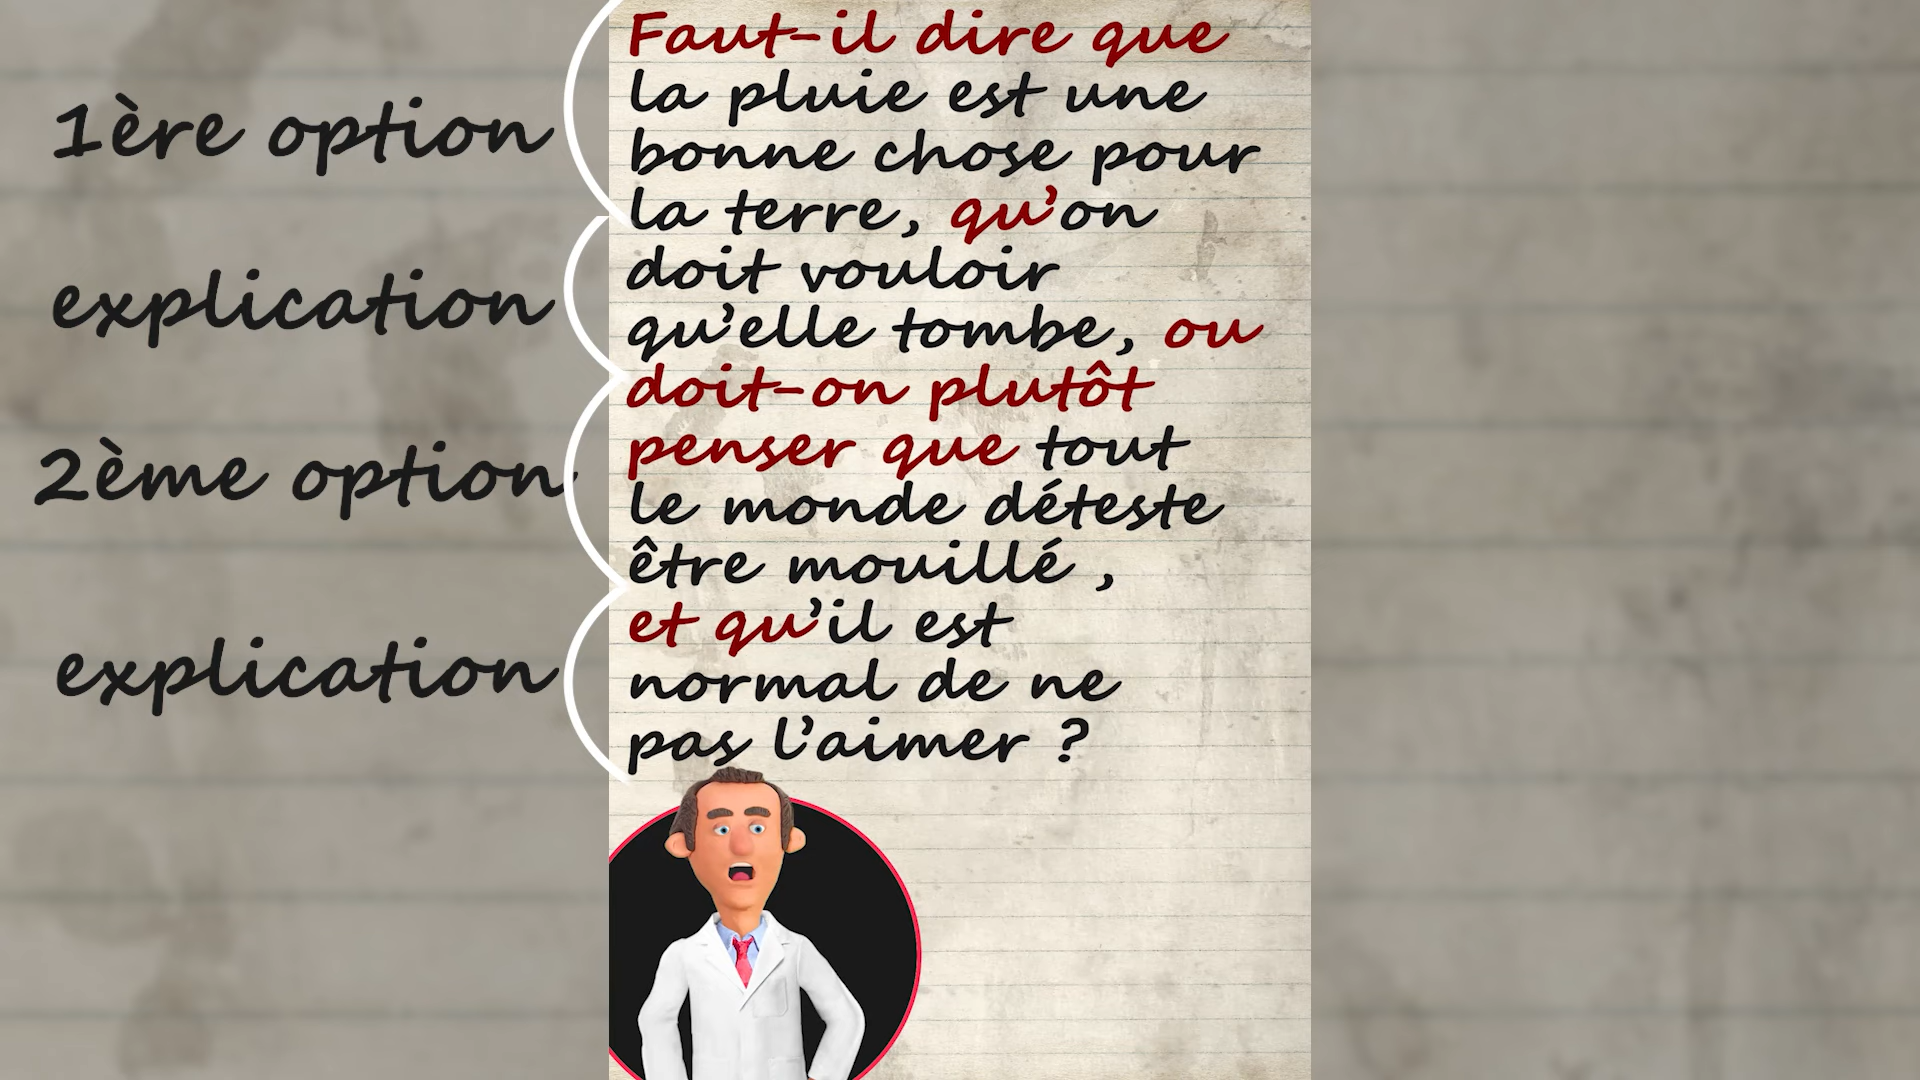 1ère option
explication
2ème option
explication
Faut-il dire que
la pluie est une
bonne chose pour
la terre, qu'on
doit vouloir
qu'elle tombe, ou
doit-on plutôt
penser que tout
le monde déteste
être mouillé ,
et qu'il est
normal de ne
pas l'aimer ?